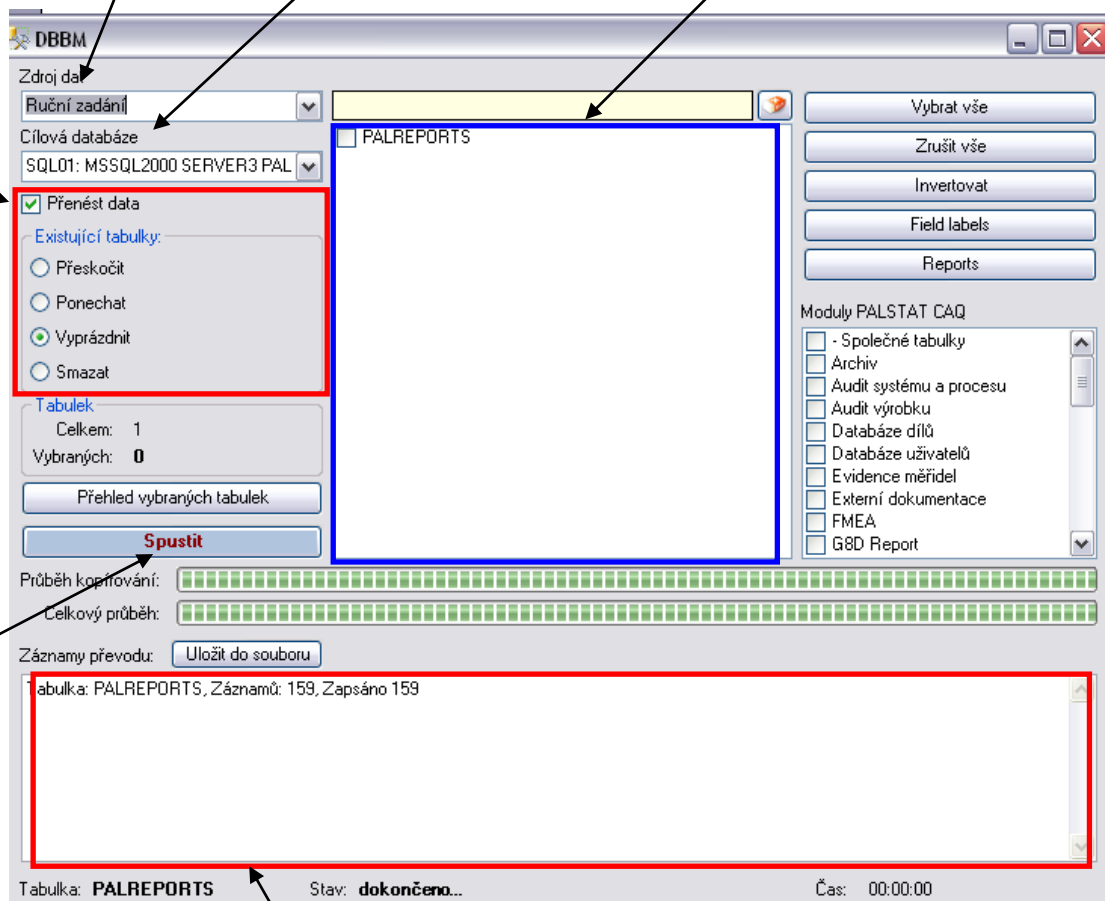 DBBM
Zdroj dat
Ruční zadání
Cílová databáze
SQL01: MSSQL2000 SERVER3 PAL
Přenést data
Existující tabulky:
Přeskočit
Ponechat
Vyprázdnit
Smazat
Tabulek
Celkem: 1
Vybraných: 0
Přehled vybraných tabulek
Spustit
PALREPORTS
Vybrat vše
Zrušit vše
Invertovat
Field labels
Reports
Moduly PALSTAT CAQ
- Společné tabulky
Archiv
Audit systému a procesu
Audit výrobku
Databáze dílů
Databáze uživatelů
Evidence měřidel
Externí dokumentace
FMEA
G8D Report
Průběh kopírování:
Celkový průběh:
Záznamy převodu: Uložit do souboru
Tabulka: PALREPORTS, Záznamů: 159, Zapsáno 159
Tabulka: PALREPORTS Stav: dokončeno... Čas: 00:00:00